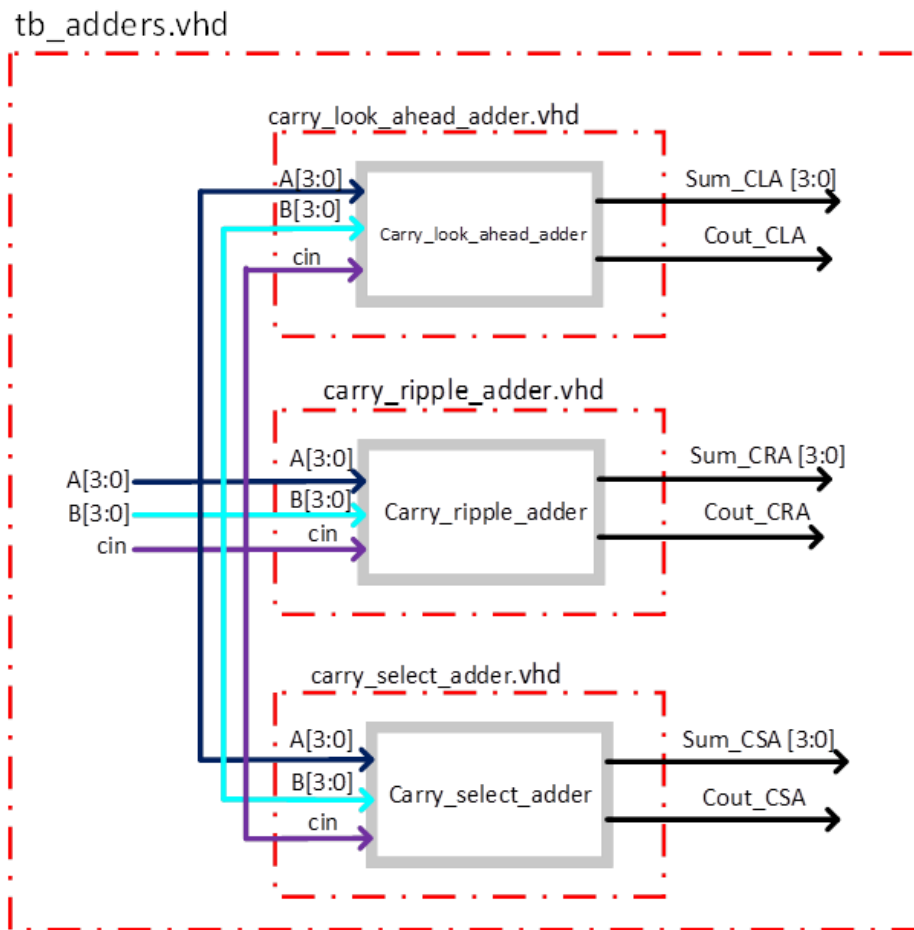 tb_adders.vhd
carry_look_ahead_adder.vhd
A[3:0]
B[3:0]
cin
Carry_look_ahead_adder
Sum_CLA [3:0]
Cout_CLA
carry_ripple_adder.vhd
A[3:0]
B[3:0]
cin
A[3:0]
B[3:0]
cin
Carry_ripple_adder
Sum_CRA [3:0]
Cout_CRA
carry_select_adder.vhd
A[3:0]
B[3:0]
cin
Carry_select_adder
Sum_CSA [3:0]
Cout_CSA